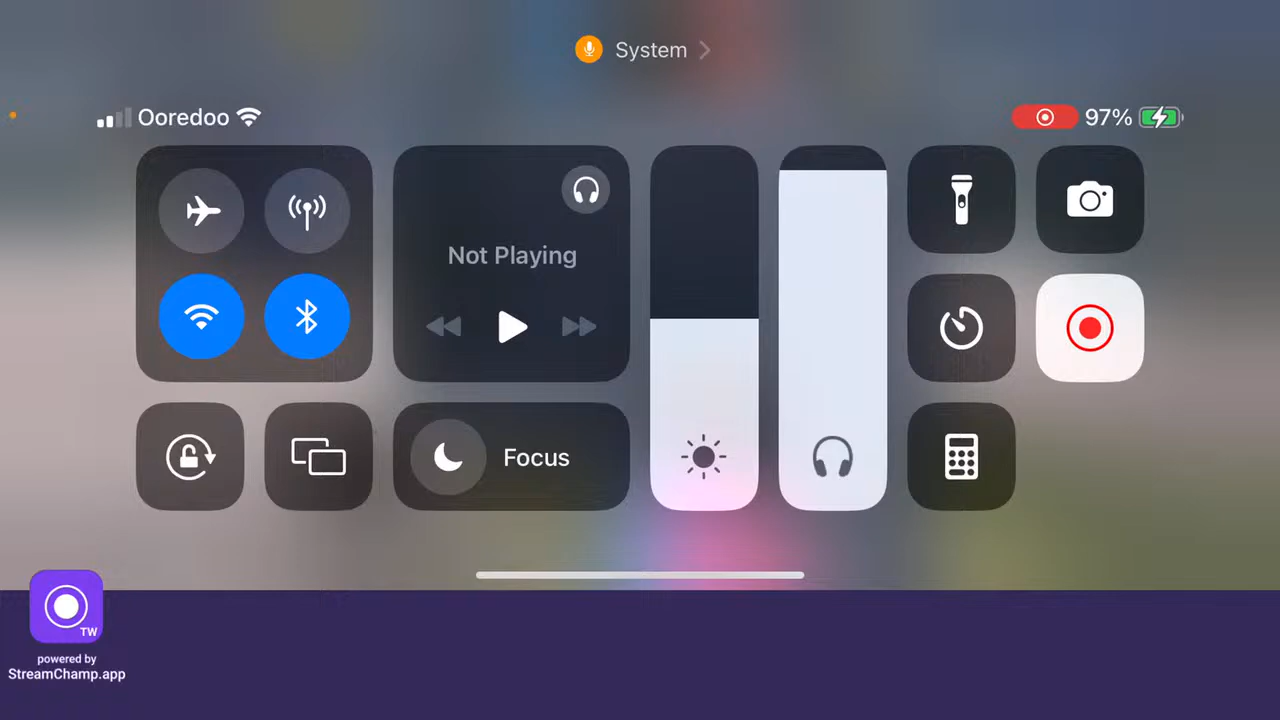 System
Ooredoo
97%
Not Playing
Focus
TW
powered by
StreamChamp.app